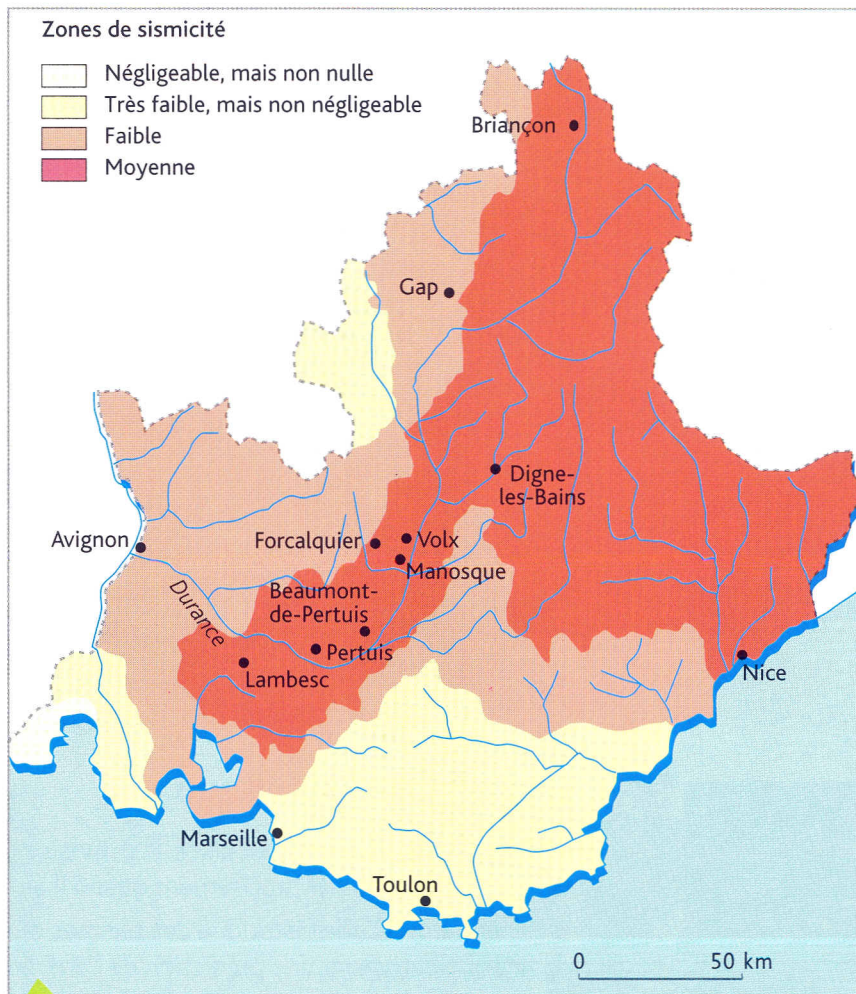 Zones de sismicité
Négligeable, mais non nulle
Très faible, mais non négligeable
Faible
Moyenne
Briançon
Gap
Digne-
les-Bains
Avignon
Forcalquier
Volx
Manosque
Durance
Beaumont-
de-Pertuis
Pertuis
Lambesc
Nice
Marseille
Toulon
0 50 km